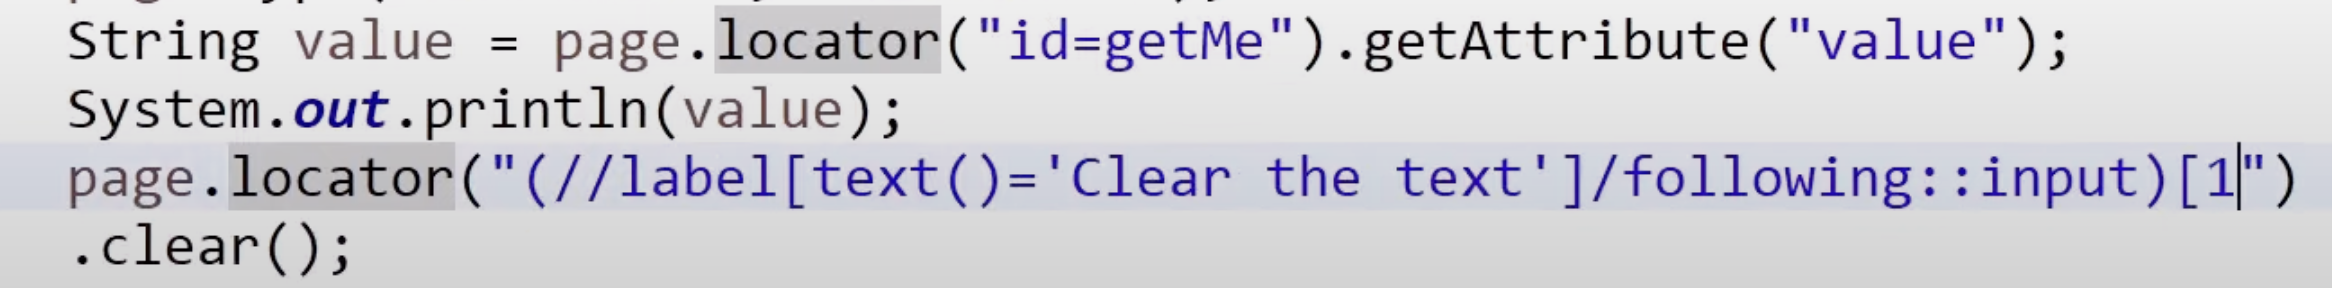 String value = page.locator("id=getMe").getAttribute("value");
System.out.println(value);
page.locator("(//label[text()='Clear the text']/following::input)[1")
.clear();